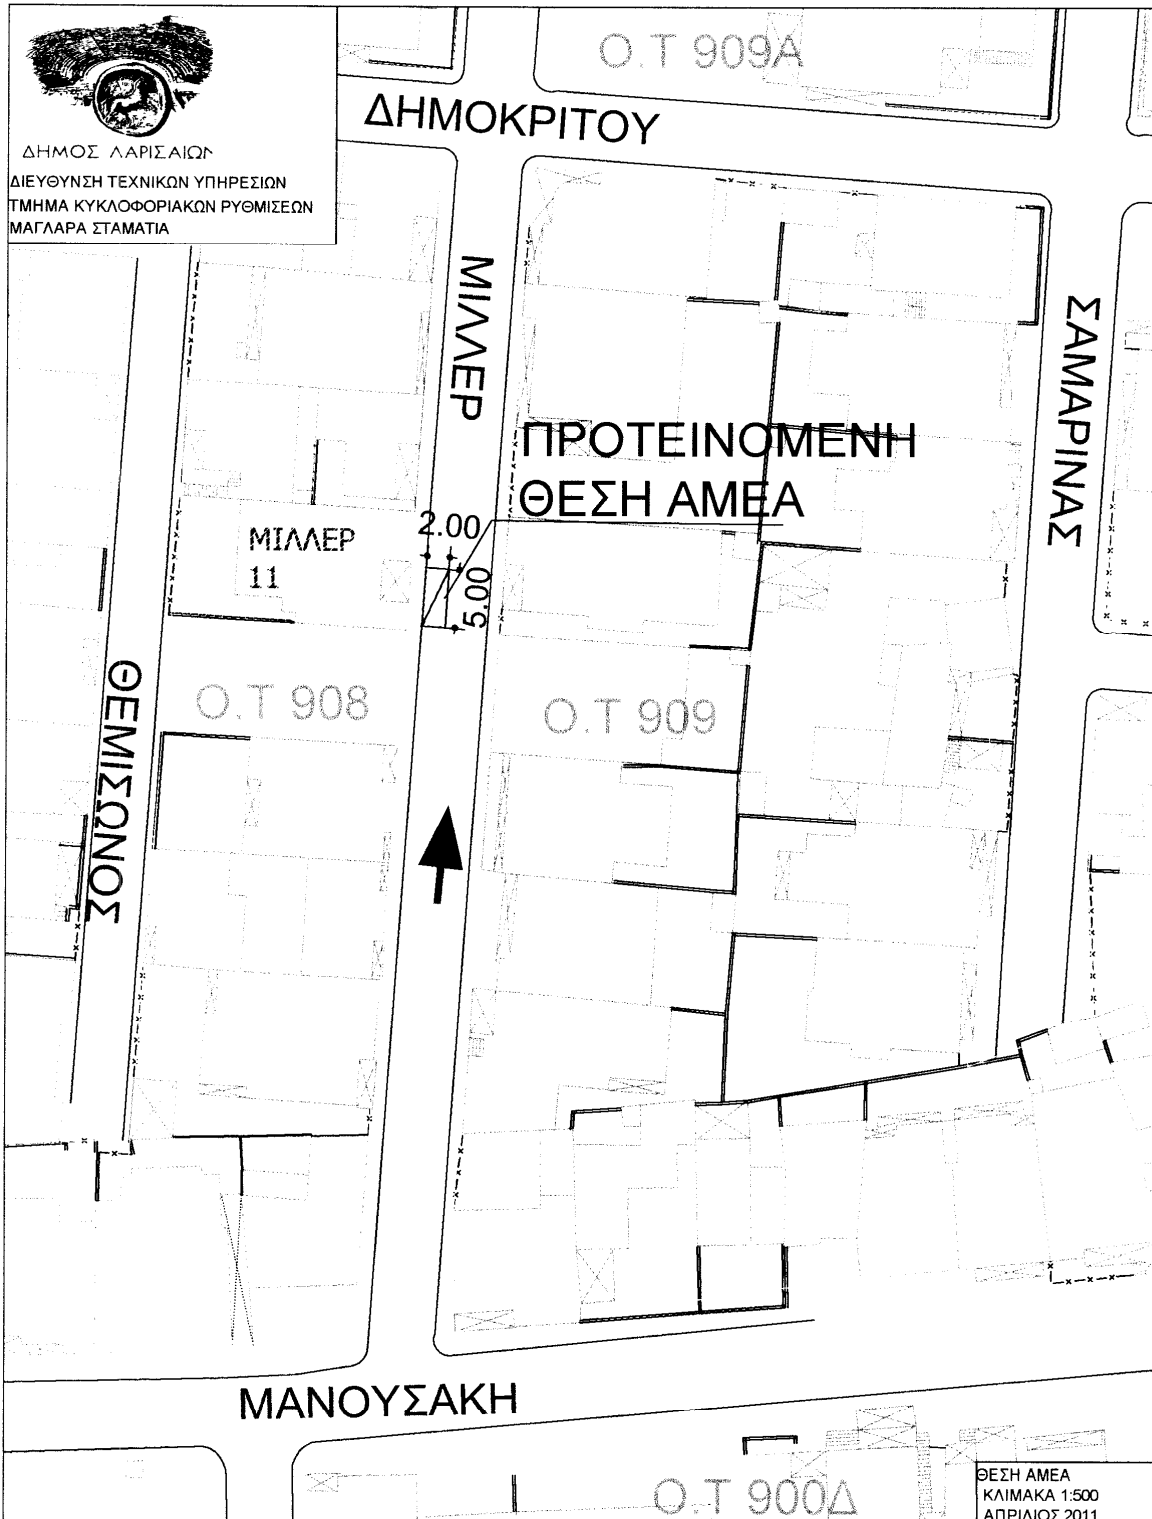 ΔΗΜΟΣ ΛΑΡΙΣΑΙΩΝ
ΔΙΕΥΘΥΝΣΗ ΤΕΧΝΙΚΩΝ ΥΠΗΡΕΣΙΩΝ
ΤΜΗΜΑ ΚΥΚΛΟΦΟΡΙΑΚΩΝ ΡΥΘΜΙΣΕΩΝ
ΜΑΓΛΑΡΑ ΣΤΑΜΑΤΙΑ
Ο.Τ 909Α
ΔΗΜΟΚΡΙΤΟΥ
ΜΙΛΛΕΡ
ΣΑΜΑΡΙΝΑΣ
ΠΡΟΤΕΙΝΟΜΕΝΗ
ΘΕΣΗ ΑΜΕΑ
2.00
5.00
ΜΙΛΛΕΡ
11
ΘΕΜΙΣΩΝΟΣ
Ο.Τ 908
Ο.Τ 909
ΜΑΝΟΥΣΑΚΗ
Ο.Τ 900Δ
ΘΕΣΗ ΑΜΕΑ
ΚΛΙΜΑΚΑ 1:500
ΑΠΡΙΛΙΟΣ 2011